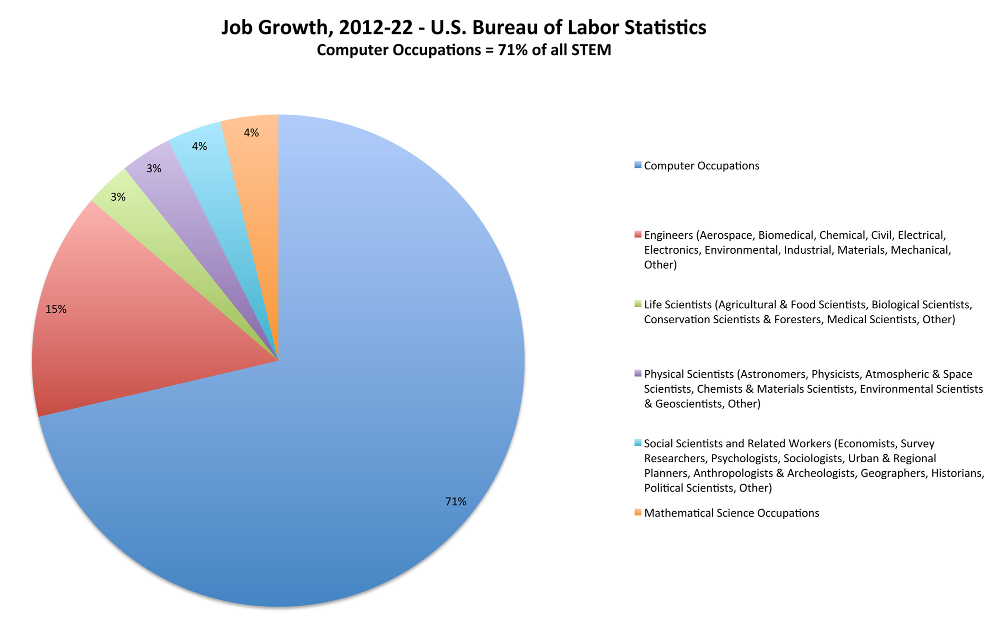 Job Growth, 2012-22 - U.S. Bureau of Labor Statistics
Computer Occupations = 71% of all STEM
4%
4%
3%
3%
15%
71%
Computer Occupations
Engineers (Aerospace, Biomedical, Chemical, Civil, Electrical,
Electronics, Environmental, Industrial, Materials, Mechanical,
Other)
Life Scientists (Agricultural & Food Scientists, Biological Scientists,
Conservation Scientists & Foresters, Medical Scientists, Other)
Physical Scientists (Astronomers, Physicists, Atmospheric & Space
Scientists, Chemists & Materials Scientists, Environmental Scientists
& Geoscientists, Other)
Social Scientists and Related Workers (Economists, Survey
Researchers, Psychologists, Sociologists, Urban & Regional
Planners, Anthropologists & Archeologists, Geographers, Historians,
Political Scientists, Other)
Mathematical Science Occupations